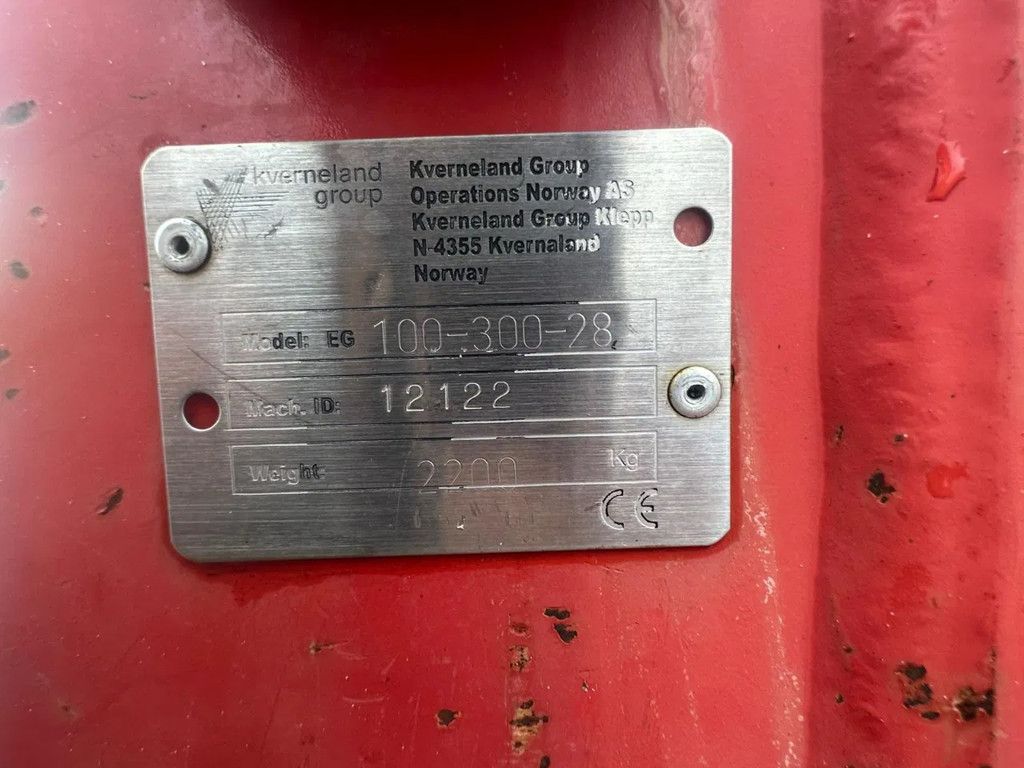 kverneland
group
Kverneland Group
Operations Norway AS
Kverneland Group Klepp
N-4355 Kvernaland
Norway
Model: EG 100-300-28
Mach. ID: 12122
Weight: 2200 Kg
CE